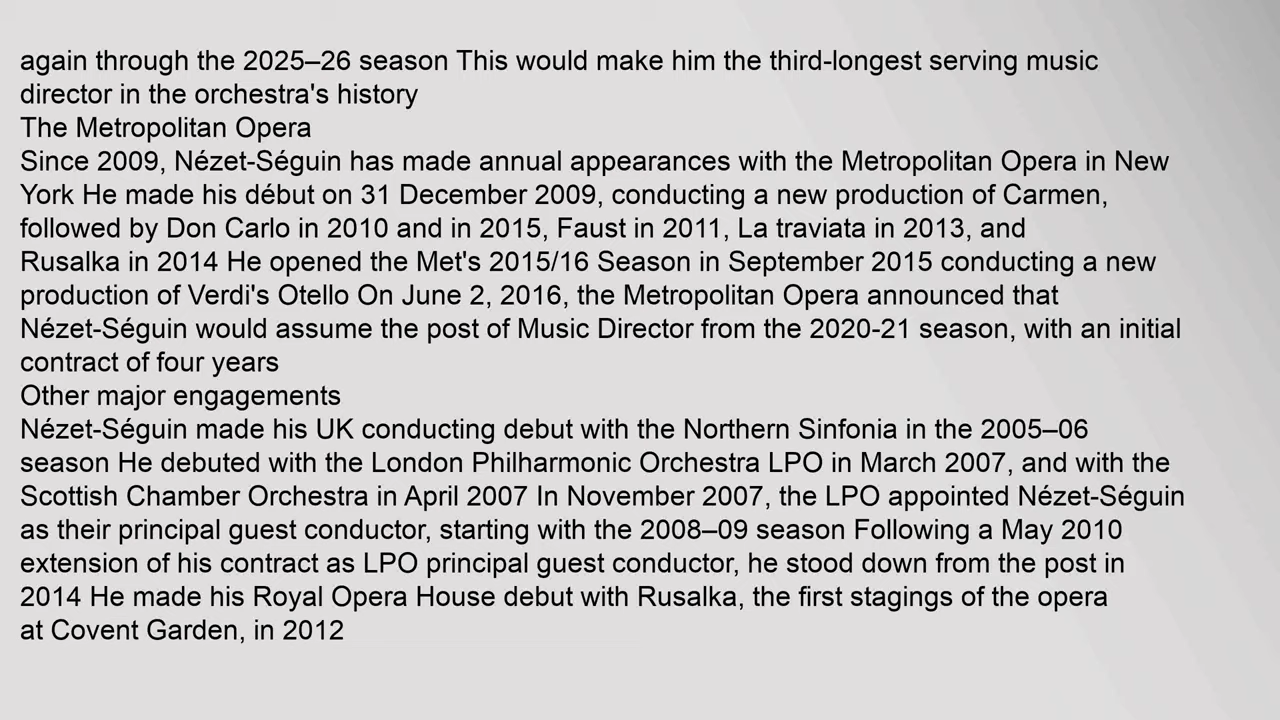 again through the 2025–26 season This would make him the third-longest serving music
director in the orchestra's history
The Metropolitan Opera
Since 2009, Nézet-Séguin has made annual appearances with the Metropolitan Opera in New
York He made his début on 31 December 2009, conducting a new production of Carmen,
followed by Don Carlo in 2010 and in 2015, Faust in 2011, La traviata in 2013, and
Rusalka in 2014 He opened the Met's 2015/16 Season in September 2015 conducting a new
production of Verdi's Otello On June 2, 2016, the Metropolitan Opera announced that
Nézet-Séguin would assume the post of Music Director from the 2020-21 season, with an initial
contract of four years
Other major engagements
Nézet-Séguin made his UK conducting debut with the Northern Sinfonia in the 2005–06
season He debuted with the London Philharmonic Orchestra LPO in March 2007, and with the
Scottish Chamber Orchestra in April 2007 In November 2007, the LPO appointed Nézet-Séguin
as their principal guest conductor, starting with the 2008–09 season Following a May 2010
extension of his contract as LPO principal guest conductor, he stood down from the post in
2014 He made his Royal Opera House debut with Rusalka, the first stagings of the opera
at Covent Garden, in 2012